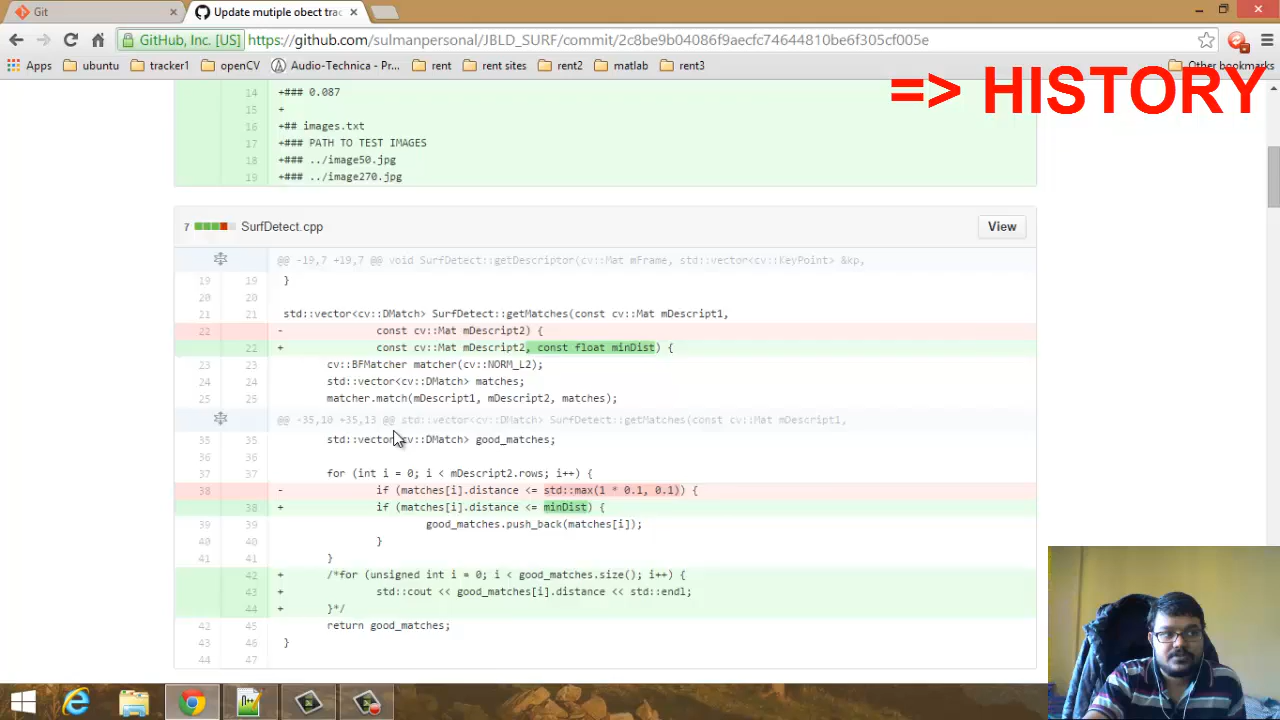 Git
Update mutiple obect trac
GitHub, Inc. [US]
https://github.com/sulmanpersonal/JBLD_SURF/commit/2c8be9b04086f9aecfc74644810be6f305cf005e
Apps ubuntu tracker1 openCV Audio-Technica - Pr... rent rent sites rent2 matlab rent3 Other bookmarks
=> HISTORY
14 +### 0.087
15 +
16 +## images.txt
17 +### PATH TO TEST IMAGES
18 +### ../image50.jpg
19 +### ../image270.jpg
7 SurfDetect.cpp View
@@ -19,7 +19,7 @@ void SurfDetect::getDescriptor(cv::Mat mFrame, std::vector<cv::KeyPoint> &kp,
19 19 }
20 20
21 21 std::vector<cv::DMatch> SurfDetect::getMatches(const cv::Mat mDescript1,
22 - const cv::Mat mDescript2) {
22 + const cv::Mat mDescript2, const float minDist) {
23 23 cv::BFMatcher matcher(cv::NORM_L2);
24 24 std::vector<cv::DMatch> matches;
25 25 matcher.match(mDescript1, mDescript2, matches);
@@ -35,10 +35,13 @@ std::vector<cv::DMatch> SurfDetect::getMatches(const cv::Mat mDescript1,
35 35 std::vector<cv::DMatch> good_matches;
36 36
37 37 for (int i = 0; i < mDescript2.rows; i++) {
38 - if (matches[i].distance <= std::max(1 * 0.1, 0.1)) {
38 + if (matches[i].distance <= minDist) {
39 39 good_matches.push_back(matches[i]);
40 40 }
41 41 }
42 + /*for (unsigned int i = 0; i < good_matches.size(); i++) {
43 + std::cout << good_matches[i].distance << std::endl;
44 + }*/
42 45 return good_matches;
43 46 }
44 47